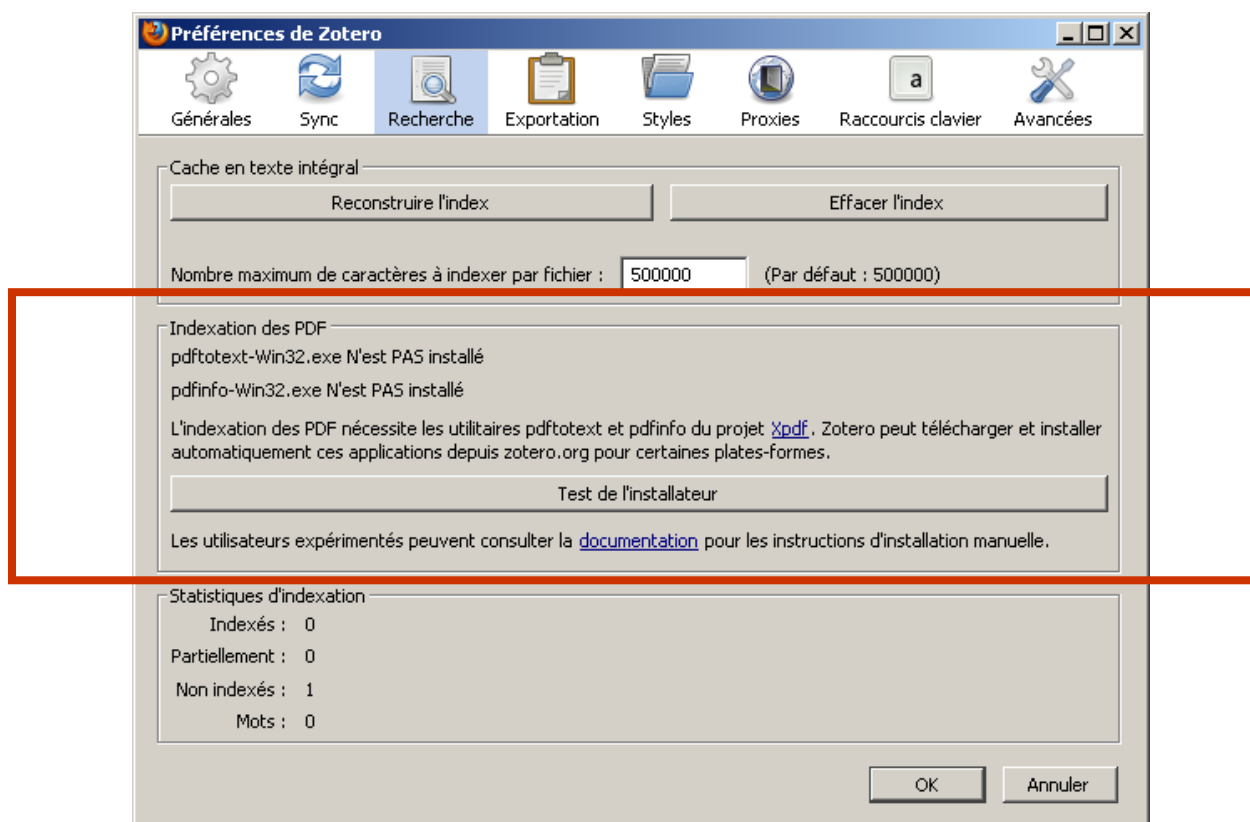 Préférences de Zotero
Générales Sync Recherche Exportation Styles Proxies Raccourcis clavier Avancées
a
Cache en texte intégral
Reconstruire l'index Effacer l'index
Nombre maximum de caractères à indexer par fichier : 500000 (Par défaut : 500000)
Indexation des PDF
pdftotext-Win32.exe N'est PAS installé
pdfinfo-Win32.exe N'est PAS installé
L'indexation des PDF nécessite les utilitaires pdftotext et pdfinfo du projet Xpdf. Zotero peut télécharger et installer
automatiquement ces applications depuis zotero.org pour certaines plates-formes.
Test de l'installateur
Les utilisateurs expérimentés peuvent consulter la documentation pour les instructions d'installation manuelle.
Statistiques d'indexation
Indexés : 0
Partiellement : 0
Non indexés : 1
Mots : 0
OK Annuler